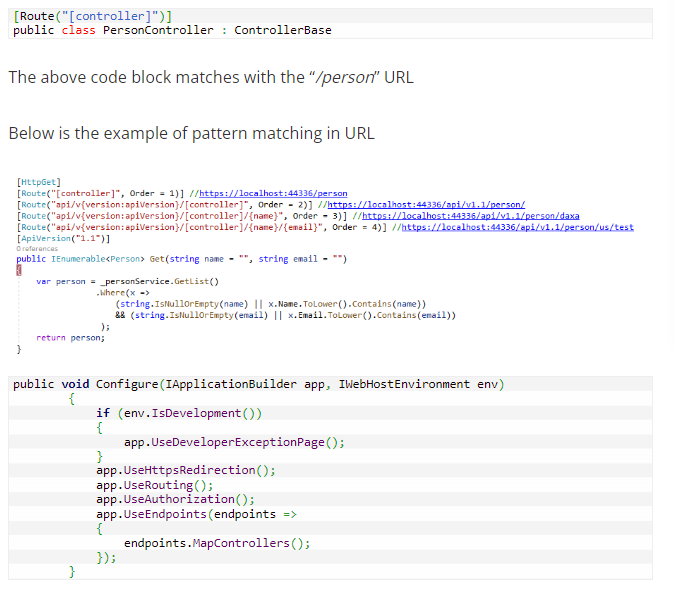 [Route("[controller]")]
public class PersonController : ControllerBase
The above code block matches with the “/person” URL
Below is the example of pattern matching in URL
[HttpGet]
[Route("[controller]", Order = 1)] //https://localhost:44336/person
[Route("api/v{version:apiVersion}/[controller]", Order = 2)] //https://localhost:44336/api/v1.1/person/
[Route("api/v{version:apiVersion}/[controller]/{name}", Order = 3)] //https://localhost:44336/api/v1.1/person/daxa
[Route("api/v{version:apiVersion}/[controller]/{name}/{email}", Order = 4)] //https://localhost:44336/api/v1.1/person/us/test
[ApiVersion("1.1")]
0 references
public IEnumerable<Person> Get(string name = "", string email = "")
{
var person = _personService.GetList()
.Where(x =>
(string.IsNullOrEmpty(name) || x.Name.ToLower().Contains(name))
&& (string.IsNullOrEmpty(email) || x.Email.ToLower().Contains(email))
);
return person;
}
public void Configure(IApplicationBuilder app, IWebHostEnvironment env)
{
if (env.IsDevelopment())
{
app.UseDeveloperExceptionPage();
}
app.UseHttpsRedirection();
app.UseRouting();
app.UseAuthorization();
app.UseEndpoints(endpoints =>
{
endpoints.MapControllers();
});
}